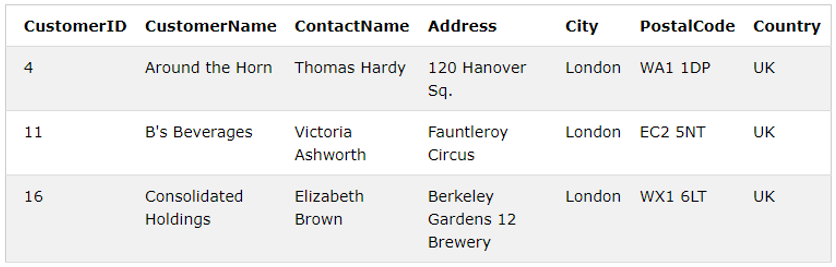 CustomerID CustomerName ContactName Address City PostalCode Country
4 Around the Horn Thomas Hardy 120 Hanover London WA1 1DP UK
Sq.
11 B's Beverages Victoria Fauntleroy London EC2 5NT UK
Ashworth Circus
16 Consolidated Elizabeth Berkeley London WX1 6LT UK
Holdings Brown Gardens 12
Brewery